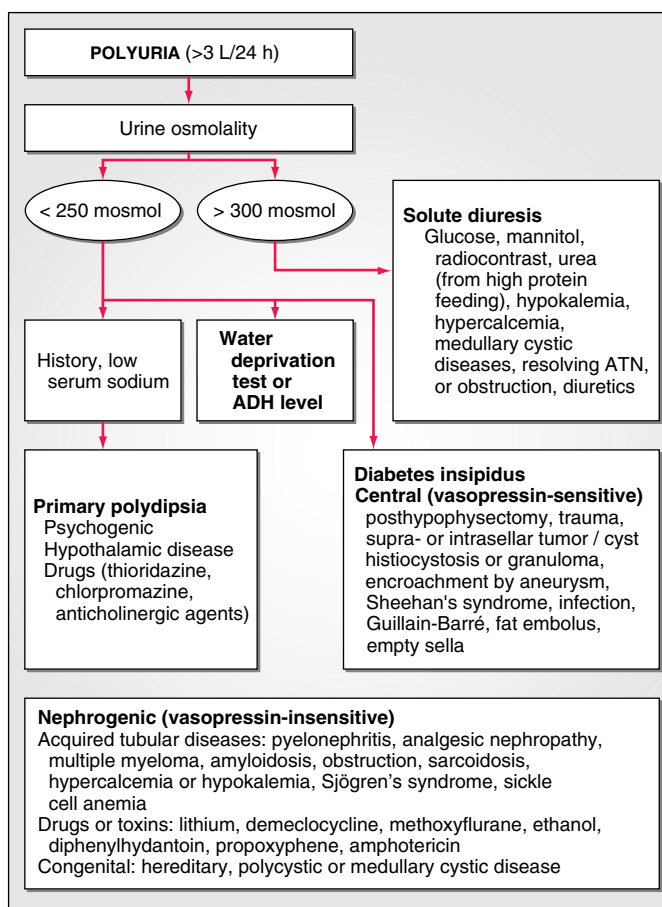 POLYURIA (>3 L/24 h)
Urine osmolality
< 250 mosmol
> 300 mosmol
Solute diuresis
Glucose, mannitol,
radiocontrast, urea
(from high protein
feeding), hypokalemia,
hypercalcemia,
medullary cystic
diseases, resolving ATN,
or obstruction, diuretics
History, low
serum sodium
Water
deprivation
test or
ADH level
Primary polydipsia
Psychogenic
Hypothalamic disease
Drugs (thioridazine,
chlorpromazine,
anticholinergic agents)
Diabetes insipidus
Central (vasopressin-sensitive)
posthypophysectomy, trauma,
supra- or intrasellar tumor / cyst
histiocystosis or granuloma,
encroachment by aneurysm,
Sheehan's syndrome, infection,
Guillain-Barré, fat embolus,
empty sella
Nephrogenic (vasopressin-insensitive)
Acquired tubular diseases: pyelonephritis, analgesic nephropathy,
multiple myeloma, amyloidosis, obstruction, sarcoidosis,
hypercalcemia or hypokalemia, Sjögren’s syndrome, sickle
cell anemia
Drugs or toxins: lithium, demeclocycline, methoxyflurane, ethanol,
diphenylhydantoin, propoxyphene, amphotericin
Congenital: hereditary, polycystic or medullary cystic disease